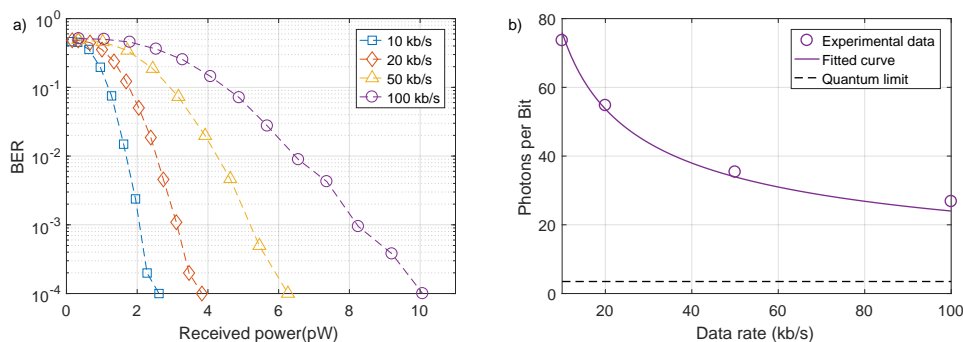 a)
BER
10^0
10^-1
10^-2
10^-3
10^-4
0 2 4 6 8 10
Received power(pW)
10 kb/s
20 kb/s
50 kb/s
100 kb/s
b)
Photons per Bit
80
60
40
20
0
20 40 60 80 100
Data rate (kb/s)
Experimental data
Fitted curve
Quantum limit